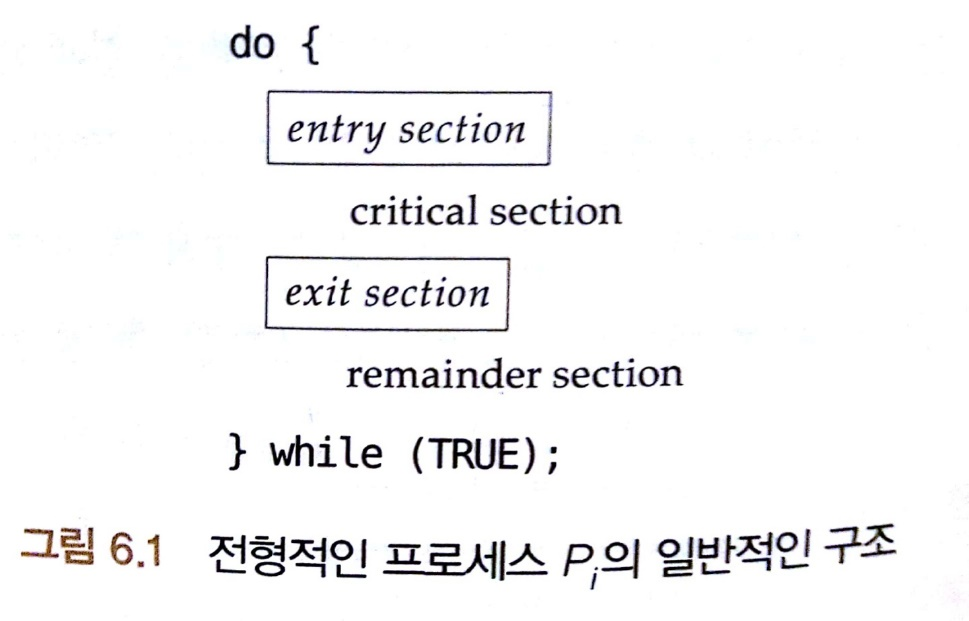 do {
entry section
critical section
exit section
remainder section
} while (TRUE);
그림 6.1 전형적인 프로세스 Pi의 일반적인 구조